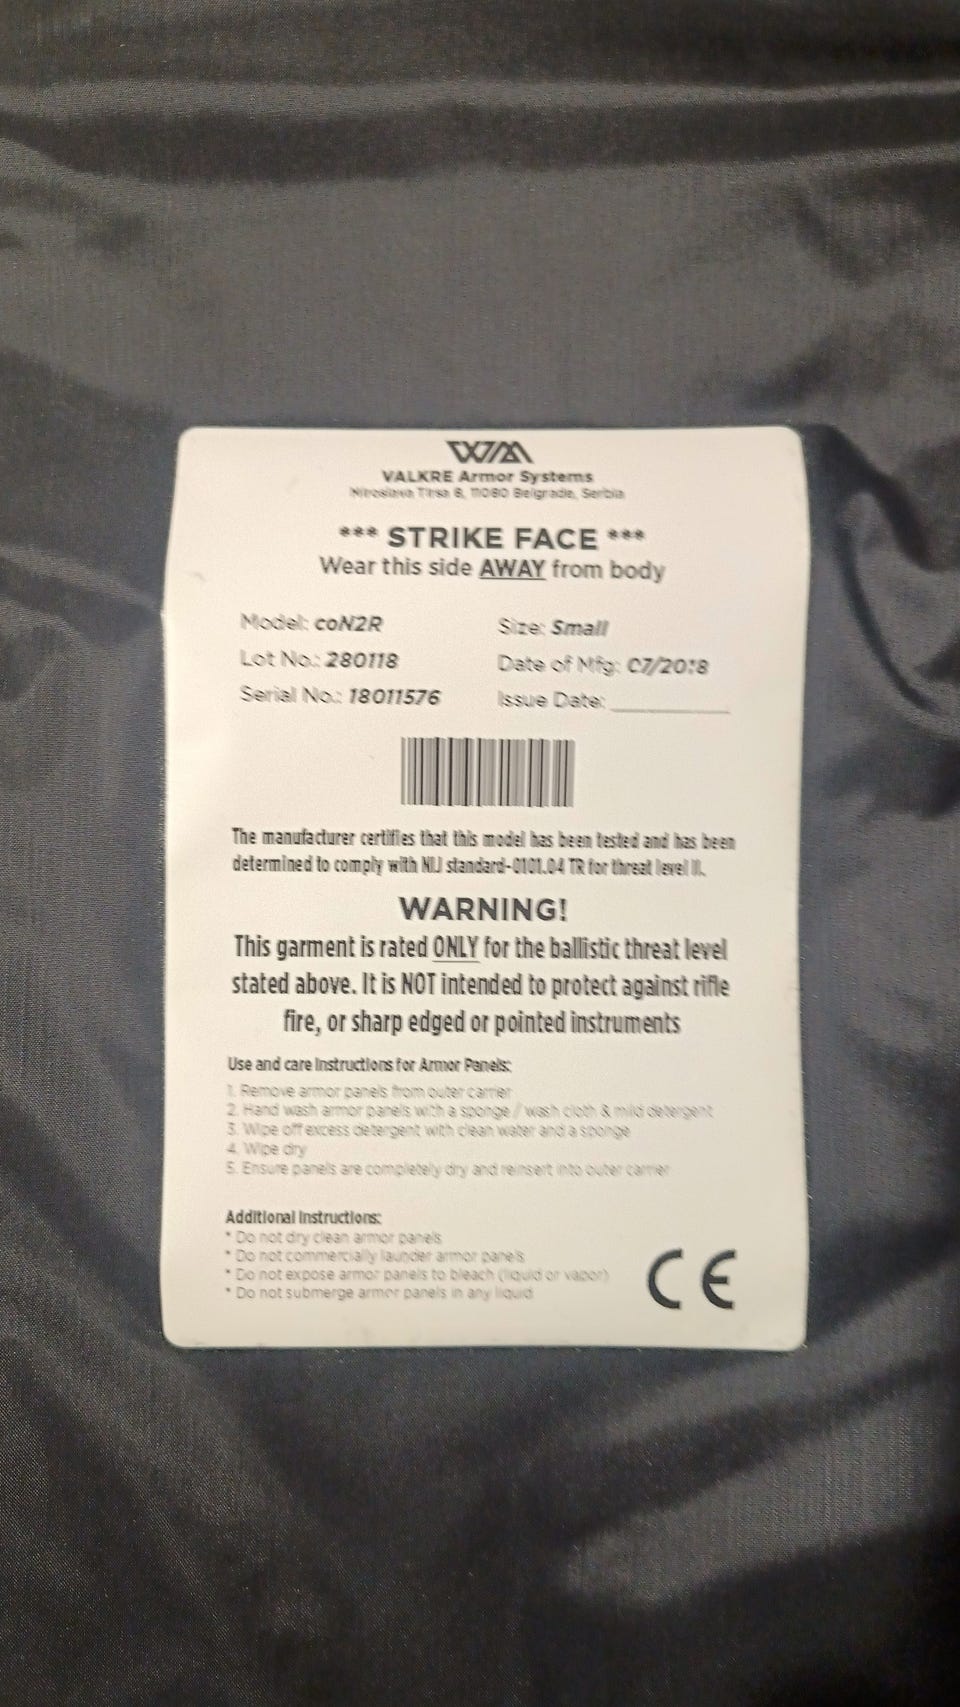 VALKRE Armor Systems
Miroslava Tirsa 8, 11080 Belgrade, Serbia
*** STRIKE FACE ***
Wear this side AWAY from body
Model: coN2R Size: Small
Lot No.: 280118 Date of Mfg: 07/2018
Serial No.: 18011576 Issue Date:
The manufacturer certifies that this model has been tested and has been
determined to comply with NIJ standard-0101.04 TR for threat level II.
WARNING!
This garment is rated ONLY for the ballistic threat level
stated above. It is NOT intended to protect against rifle
fire, or sharp edged or pointed instruments
Use and care Instructions for Armor Panels:
1. Remove armor panels from outer carrier
2. Hand wash armor panels with a sponge / wash cloth & mild detergent
3. Wipe off excess detergent with clean water and a sponge
4. Wipe dry
5. Ensure panels are completely dry and reinsert into outer carrier
Additional Instructions:
* Do not dry clean armor panels
* Do not commercially launder armor panels
* Do not expose armor panels to bleach (liquid or vapor)
* Do not submerge armor panels in any liquid
CE